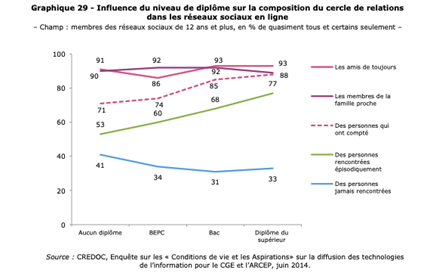 Graphique 29 - Influence du niveau de diplôme sur la composition du cercle de relations
dans les réseaux sociaux en ligne
– Champ : membres des réseaux sociaux de 12 ans et plus, en % de quasiment tous et certains seulement –
100
80
60
40
20
0
91
90
71
53
41
92
86
74
60
34
93
92
85
68
31
93
88
77
33
Aucun diplôme
BEPC
Bac
Diplôme du
supérieur
Les amis de toujours
Les membres de la
famille proche
Des personnes qui
ont compté
Des personnes
rencontrées
épisodiquement
Des personnes
jamais rencontrées
Source : CREDOC, Enquête sur les « Conditions de vie et les Aspirations» sur la diffusion des technologies
de l'information pour le CGE et l'ARCEP, juin 2014.